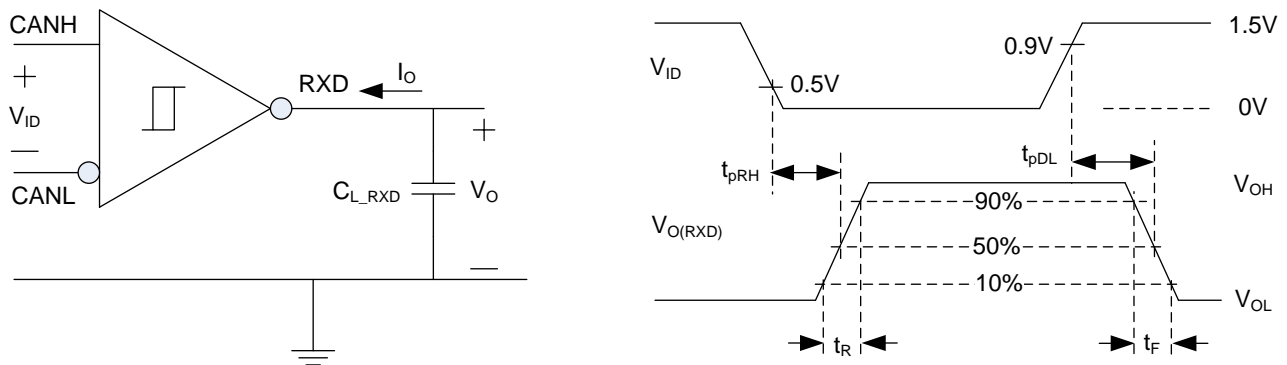 CANH
+
V_ID
—
CANL
RXD
I_O
+
C_L_RXD
V_O
—
V_ID
0.5V
0.9V
1.5V
0V
t_pRH
t_pDL
V_O(RXD)
90%
50%
10%
V_OH
V_OL
t_R
t_F